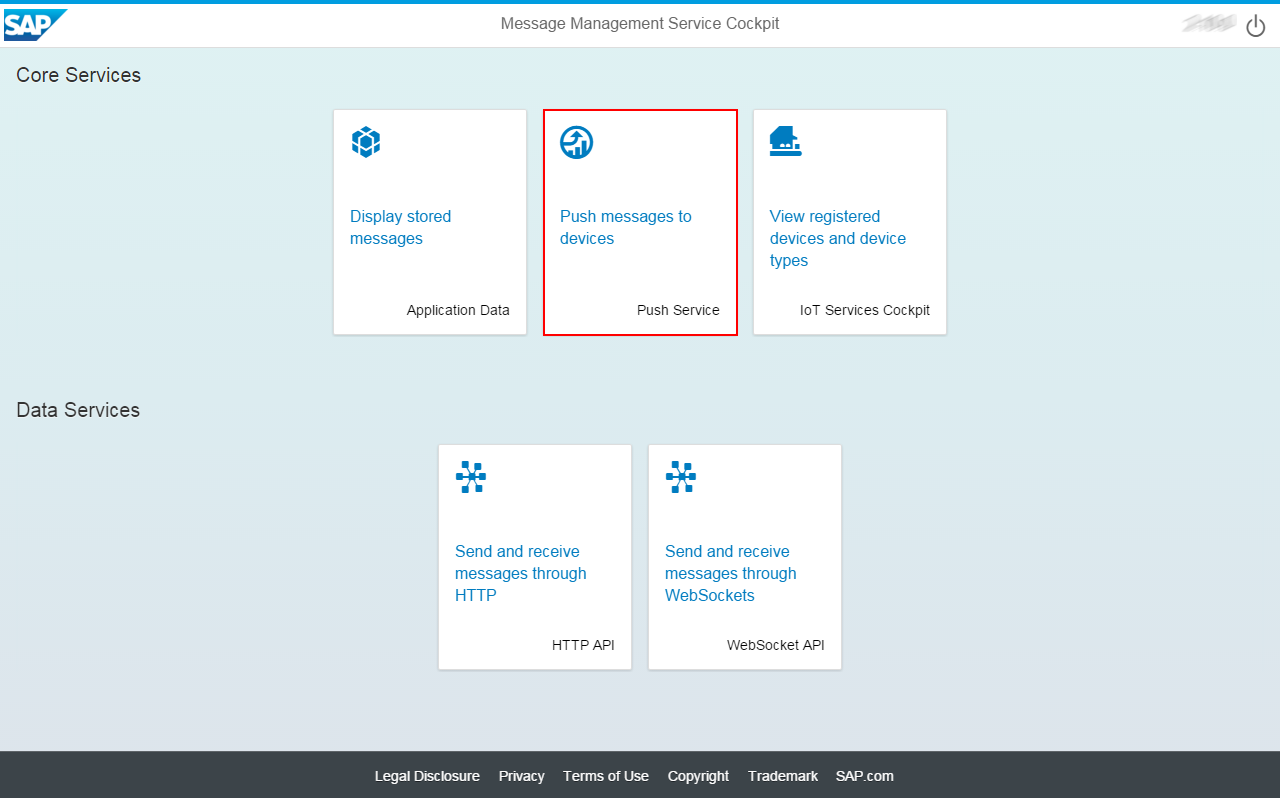 SAP
Message Management Service Cockpit
Core Services
Display stored
messages
Application Data
Push messages to
devices
Push Service
View registered
devices and device
types
IoT Services Cockpit
Data Services
Send and receive
messages through
HTTP
HTTP API
Send and receive
messages through
WebSockets
WebSocket API
Legal Disclosure Privacy Terms of Use Copyright Trademark SAP.com